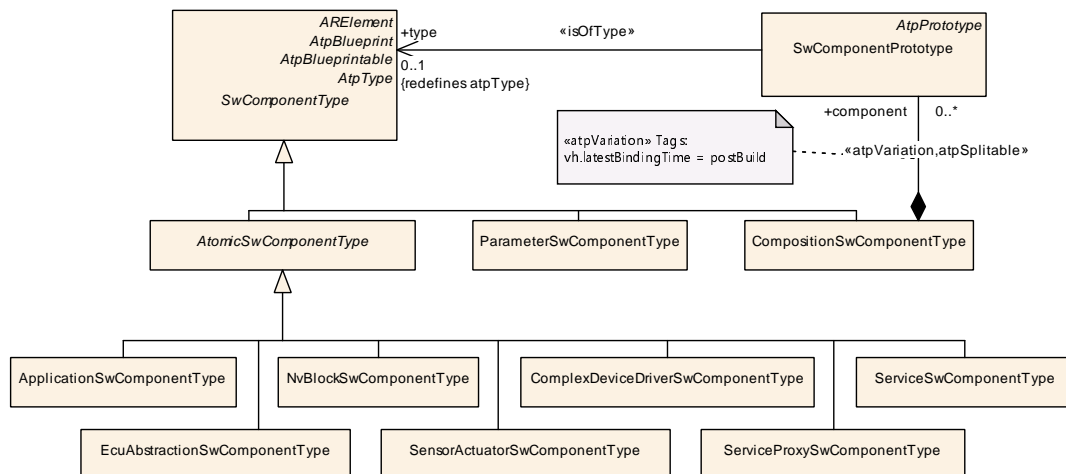 ARElement
AtpBlueprint
AtpBlueprintable
AtpType
SwComponentType
+type
0..1
{redefines atpType}
«isOfType»
AtpPrototype
SwComponentPrototype
+component 0..*
«atpVariation» Tags:
vh.latestBindingTime = postBuild
«atpVariation,atpSplitable»
AtomicSwComponentType
ParameterSwComponentType
CompositionSwComponentType
ApplicationSwComponentType
NvBlockSwComponentType
ComplexDeviceDriverSwComponentType
ServiceSwComponentType
EcuAbstractionSwComponentType
SensorActuatorSwComponentType
ServiceProxySwComponentType